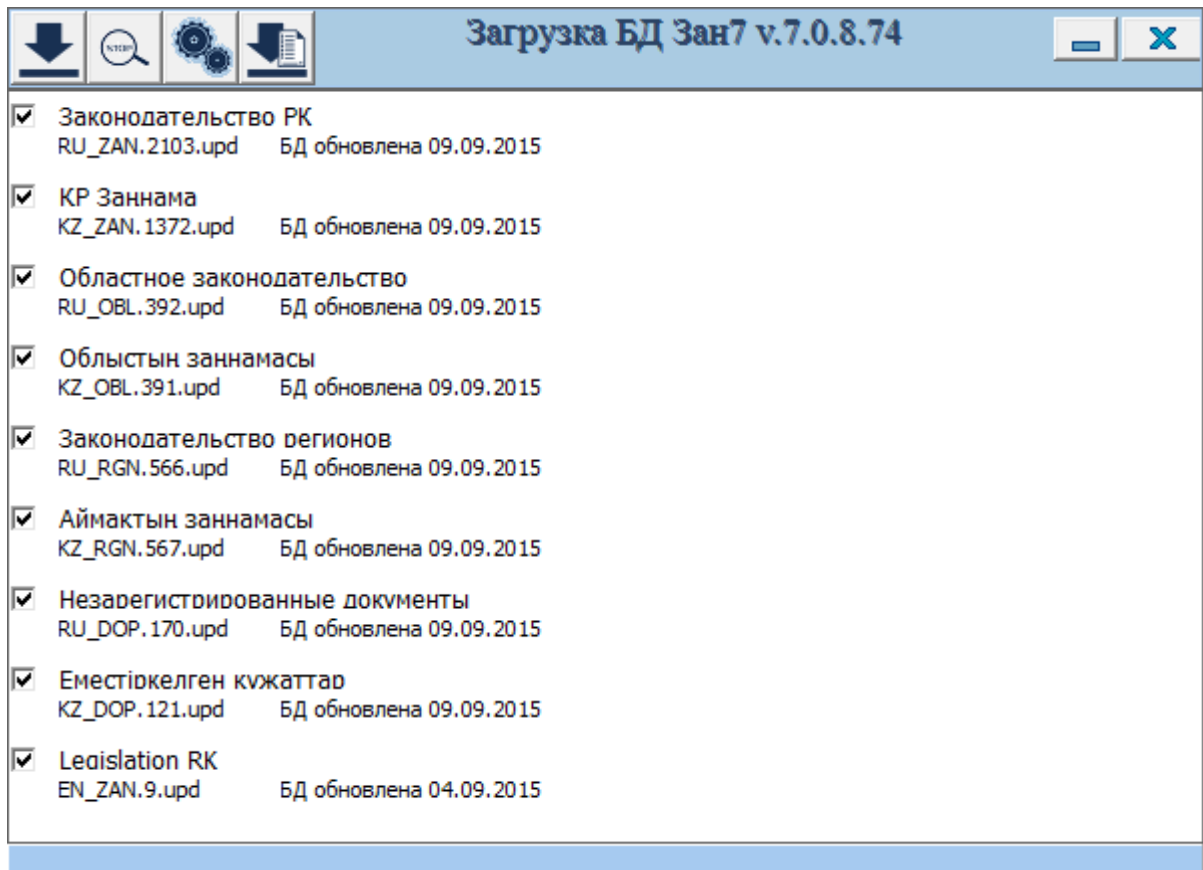 Загрузка БД Зан7 v.7.0.8.74
STOP
Законодательство РК
RU_ZAN.2103.upd БД обновлена 09.09.2015
КР Заннама
KZ_ZAN.1372.upd БД обновлена 09.09.2015
Областное законодательство
RU_OBL.392.upd БД обновлена 09.09.2015
Облыстын заннамасы
KZ_OBL.391.upd БД обновлена 09.09.2015
Законодательство регионов
RU_RGN.566.upd БД обновлена 09.09.2015
Аймактын заннамасы
KZ_RGN.567.upd БД обновлена 09.09.2015
Незарегистрированные документы
RU_DOP.170.upd БД обновлена 09.09.2015
Еместіркелген кужаттар
KZ_DOP.121.upd БД обновлена 09.09.2015
Legislation RK
EN_ZAN.9.upd БД обновлена 04.09.2015